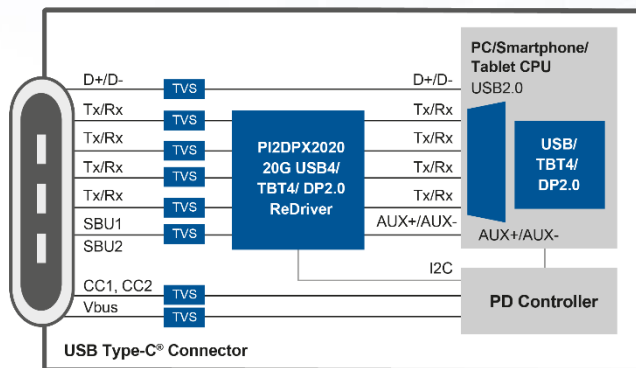 D+/D-
TVS
D+/D-
Tx/Rx
TVS
Tx/Rx
Tx/Rx
TVS
Tx/Rx
Tx/Rx
TVS
Tx/Rx
Tx/Rx
TVS
Tx/Rx
SBU1
TVS
AUX+/AUX-
SBU2
PI2DPX2020
20G USB4/
TBT4/ DP2.0
ReDriver
PC/Smartphone/
Tablet CPU
USB2.0
USB/
TBT4/
DP2.0
AUX+/AUX-
I2C
CC1, CC2
TVS
Vbus
TVS
PD Controller
USB Type-C® Connector